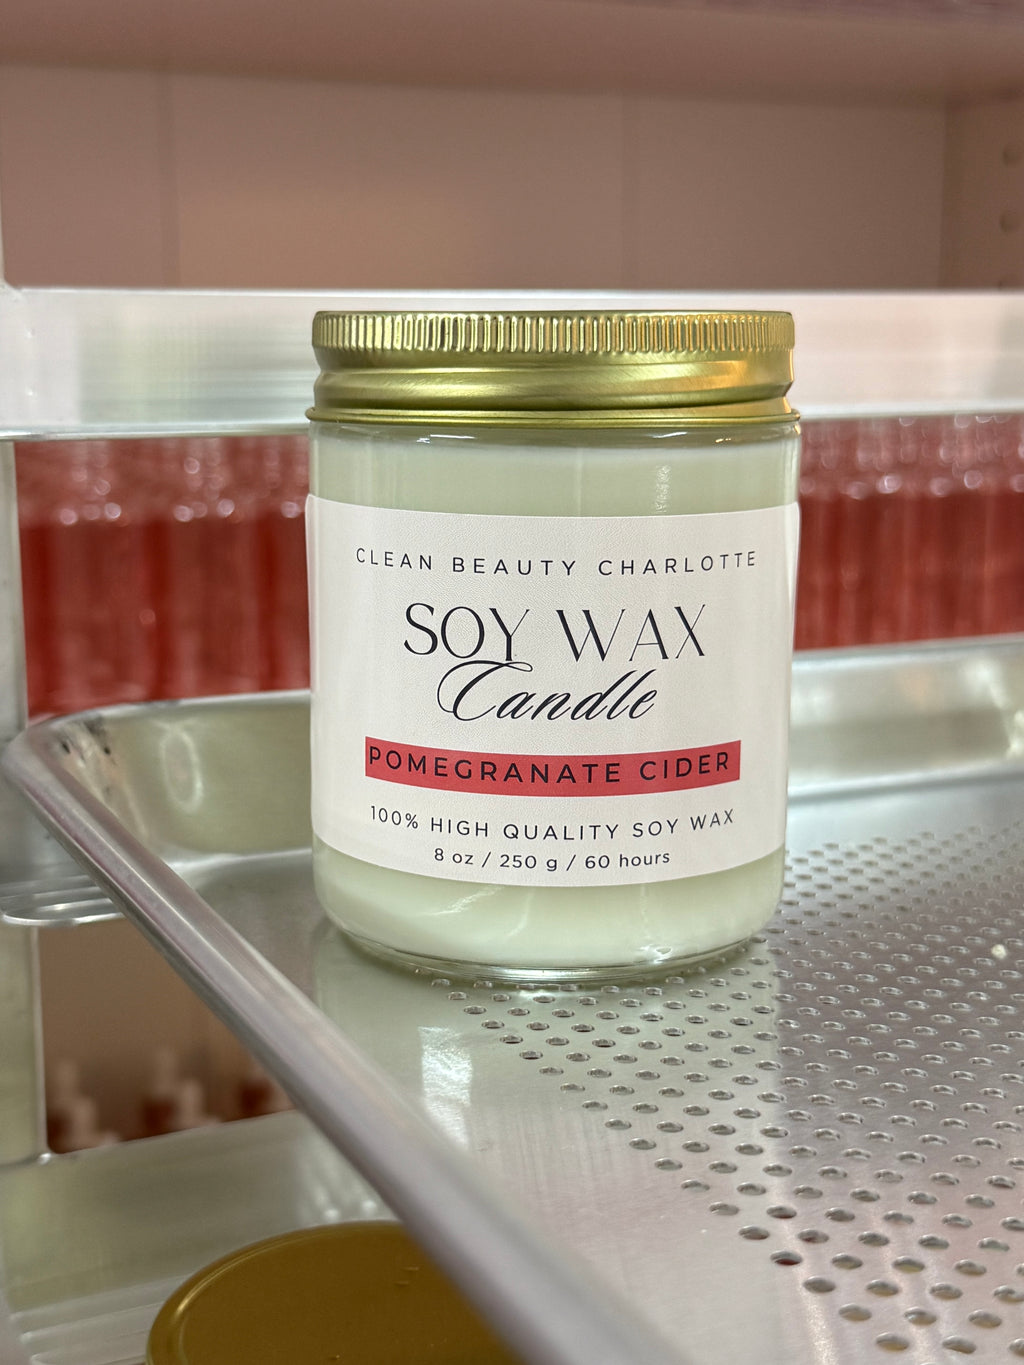 CLEAN BEAUTY CHARLOTTE
SOY WAX
Candle
POMEGRANATE CIDER
100% HIGH QUALITY SOY WAX
8 oz / 250 g / 60 hours